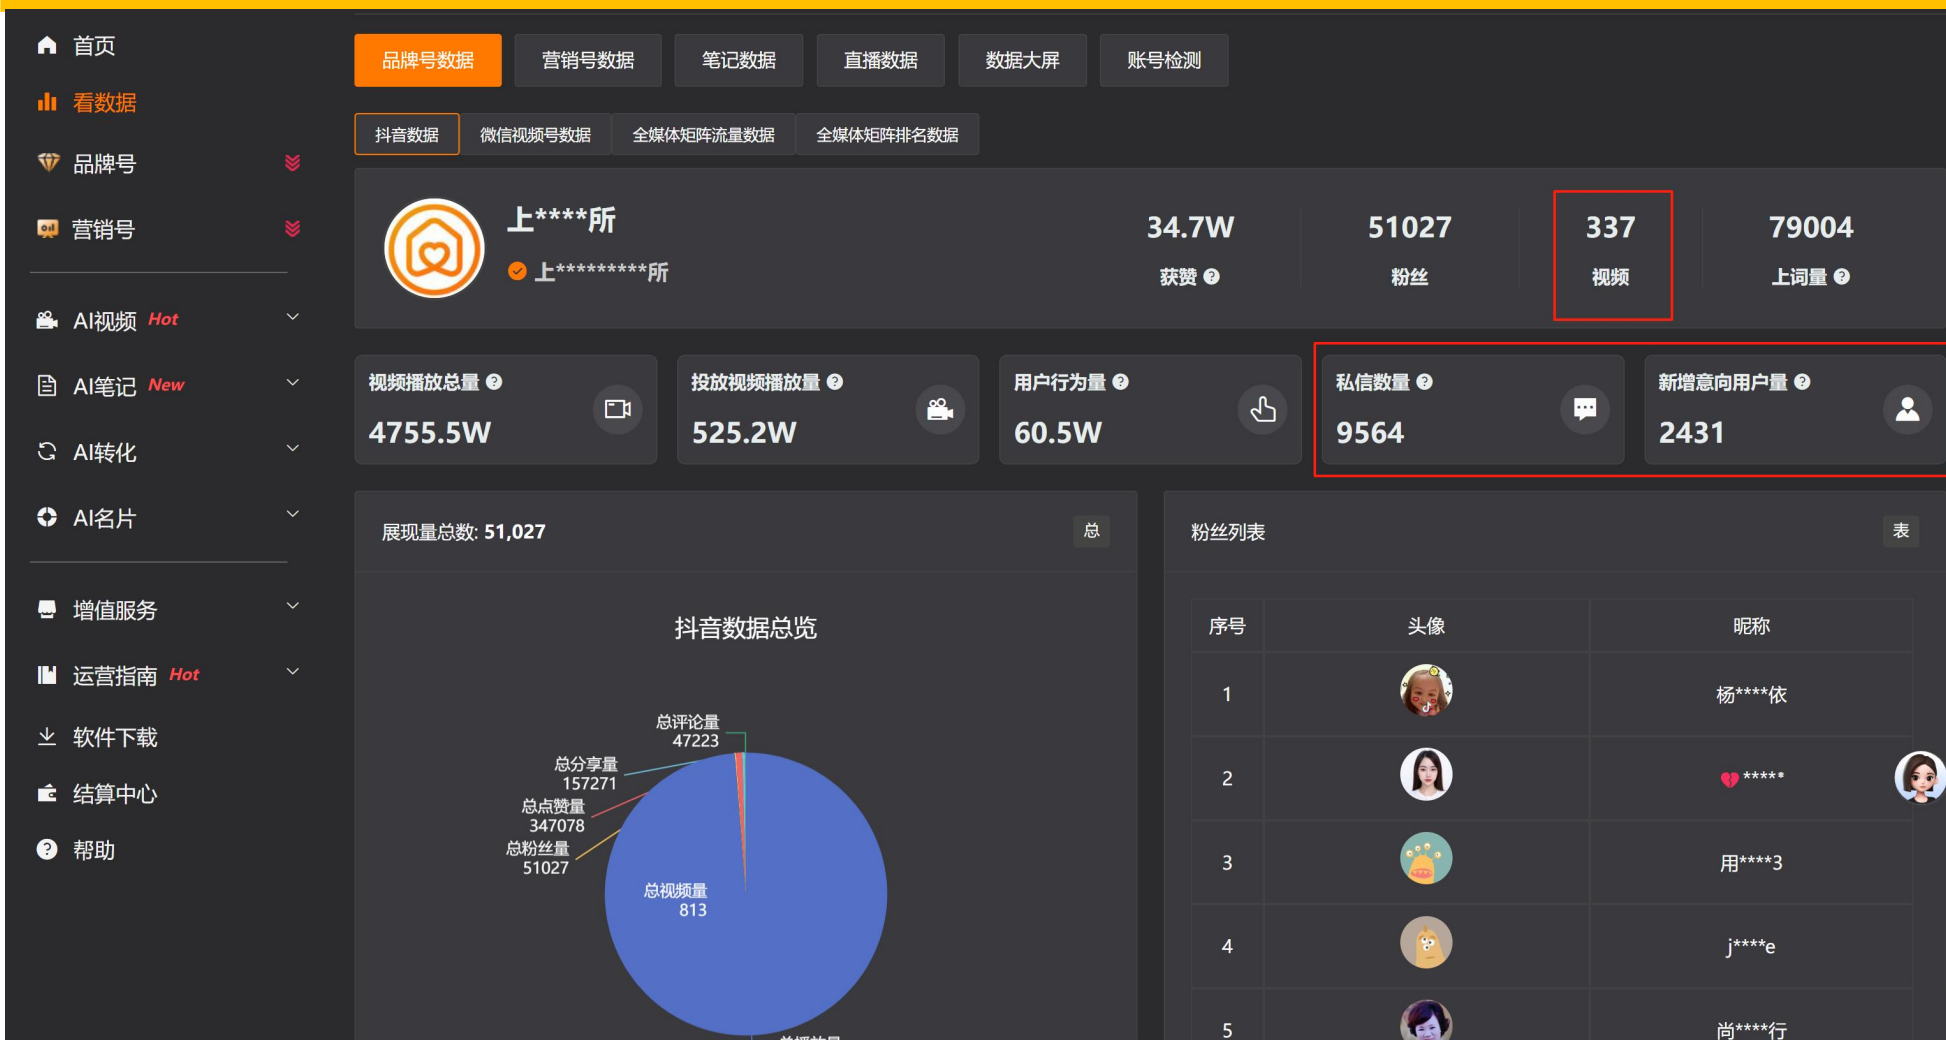 首页
看数据
品牌号
营销号
AI视频 Hot
AI笔记 New
AI转化
AI名片
增值服务
运营指南 Hot
软件下载
结算中心
帮助
品牌号数据 营销号数据 笔记数据 直播数据 数据大屏 账号检测
抖音数据 微信视频号数据 全媒体矩阵流量数据 全媒体矩阵排名数据
上****所
上*********所
34.7W 51027 337 79004
获赞 粉丝 视频 上词量
视频播放总量 投放视频播放量 用户行为量 私信数量 新增意向用户量
4755.5W 525.2W 60.5W 9564 2431
展现量总数: 51,027 总
抖音数据总览
总评论量
47223
总分享量
157271
总点赞量
347078
总粉丝量
51027
总视频量
813
粉丝列表 表
序号 头像 昵称
1 杨****依
2 💔*****
3 用****3
4 j****e
5 尚****行